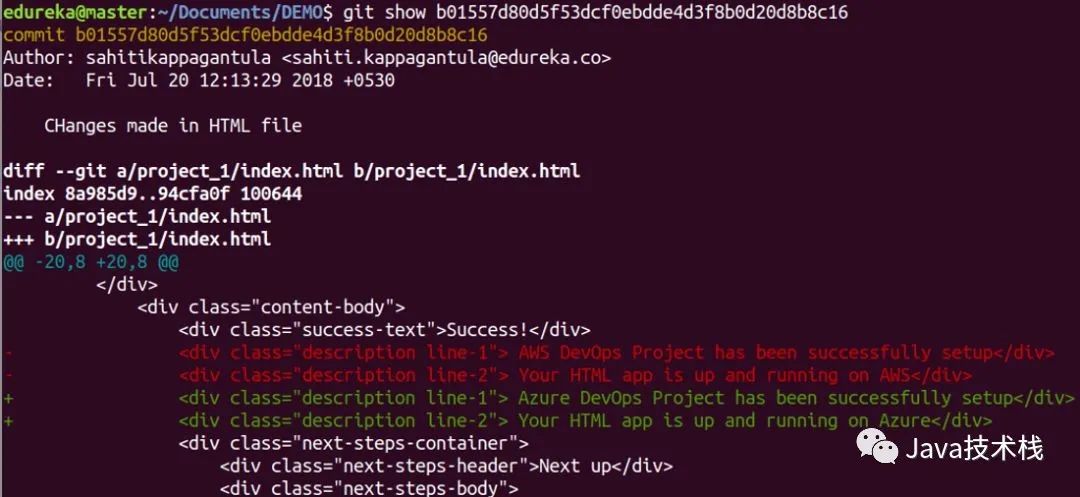 edureka@master:~/Documents/DEMO$ git show b01557d80d5f53dcf0ebdde4d3f8b0d20d8b8c16
commit b01557d80d5f53dcf0ebdde4d3f8b0d20d8b8c16
Author: sahitikappagantula <sahiti.kappagantula@edureka.co>
Date:   Fri Jul 20 12:13:29 2018 +0530

    CHanges made in HTML file

diff --git a/project_1/index.html b/project_1/index.html
index 8a985d9..94cfa0f 100644
--- a/project_1/index.html
+++ b/project_1/index.html
@@ -20,8 +20,8 @@
         </div>
             <div class="content-body">
                 <div class="success-text">Success!</div>
-                <div class="description line-1"> AWS DevOps Project has been successfully setup</div>
-                <div class="description line-2"> Your HTML app is up and running on AWS</div>
+                <div class="description line-1"> Azure DevOps Project has been successfully setup</div>
+                <div class="description line-2"> Your HTML app is up and running on Azure</div>
                 <div class="next-steps-container">
                     <div class="next-steps-header">Next up</div>
                     <div class="next-steps-body">
Java技术栈